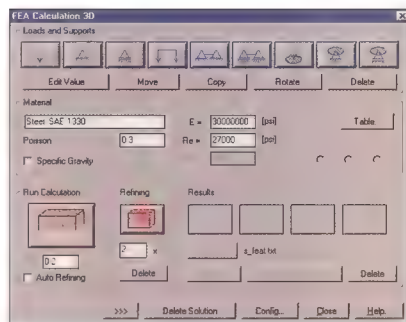 FEA Calculation 3D
Loads and Supports
Edit Value Move Copy Rotate Delete
Material
Steel SAE 1330 E = 30000000 [psi] Table
Poisson 0.3 Re = 27000 [psi]
Specific Gravity
Run Calculation Refining Results
2 x s_feat.txt
Auto Refining Delete Delete
>>> Delete Solution Config... Close Help